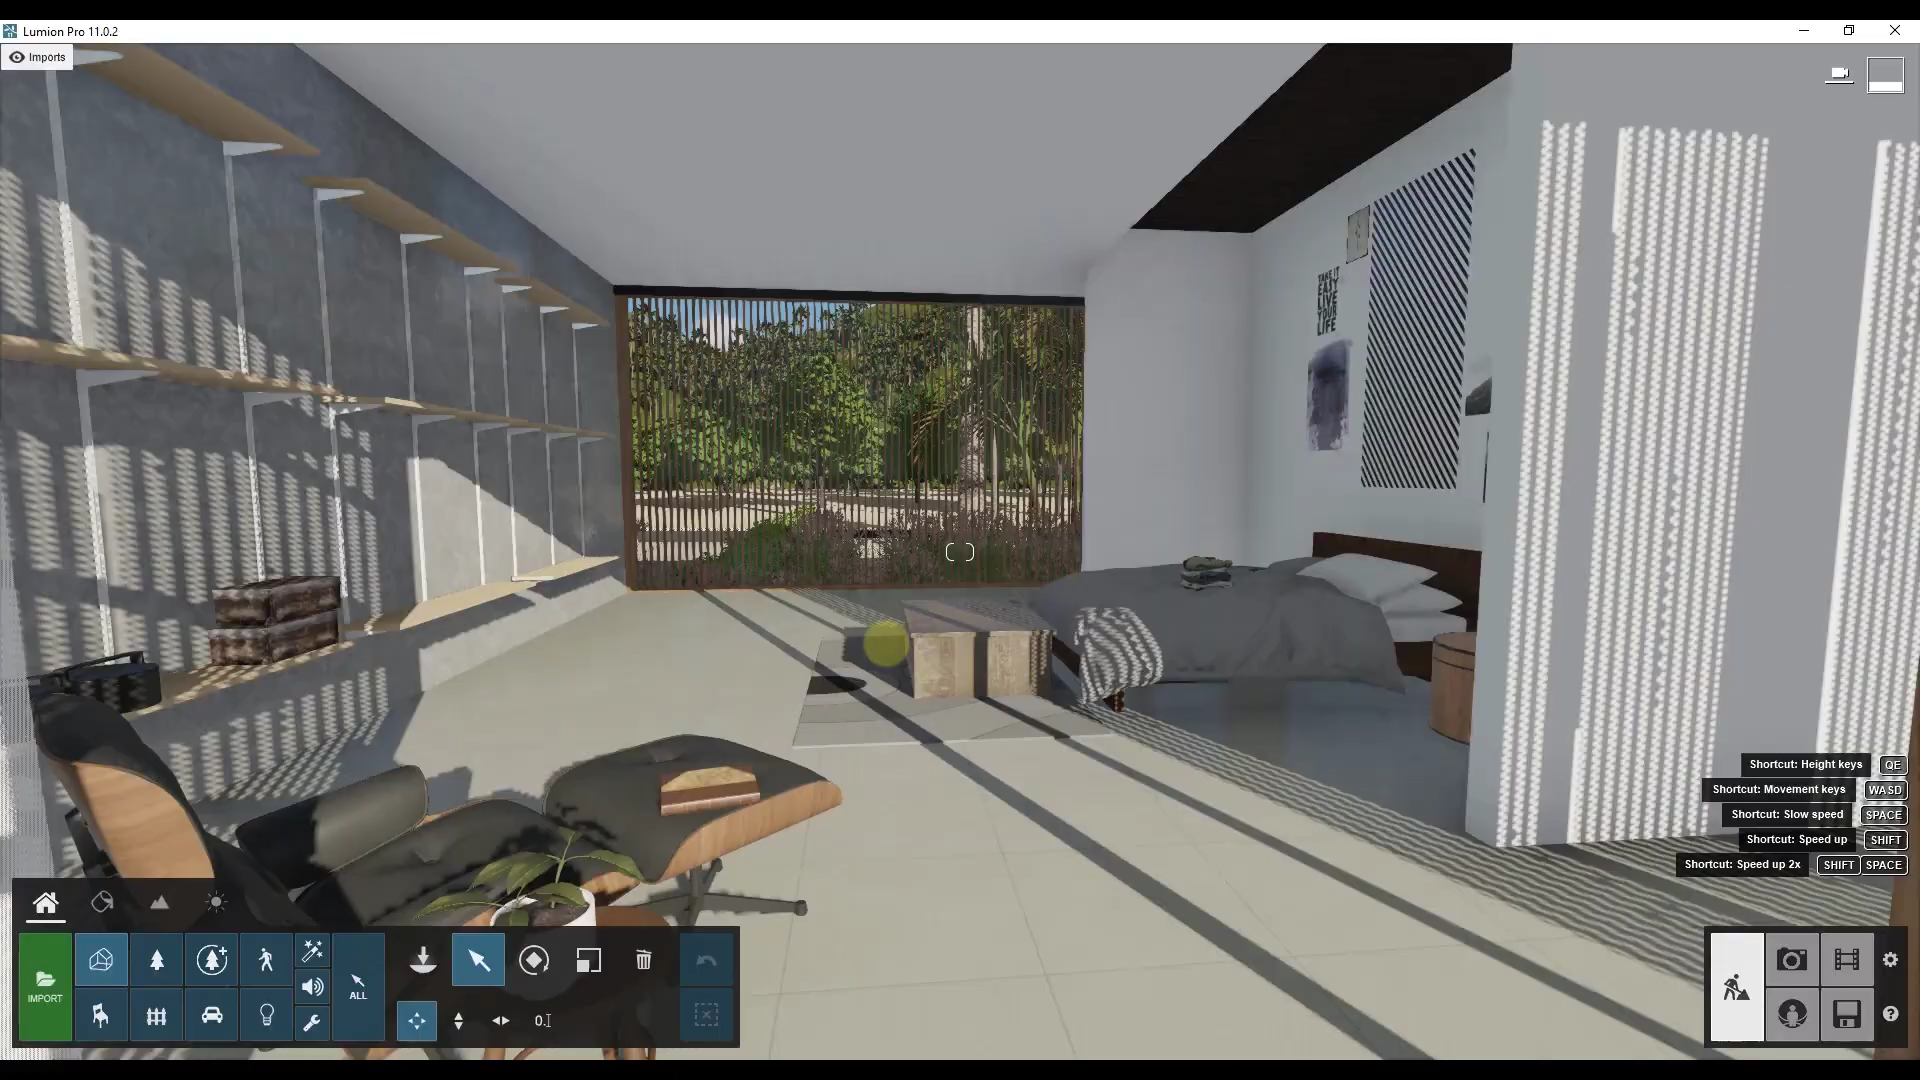 Lumion Pro 11.0.2
Imports
TAKE IT
EASY
LIVE
YOUR
LIFE
Shortcut: Height keys QE
Shortcut: Movement keys WASD
Shortcut: Slow speed SPACE
Shortcut: Speed up SHIFT
Shortcut: Speed up 2x SHIFT SPACE
IMPORT
ALL
0.
?